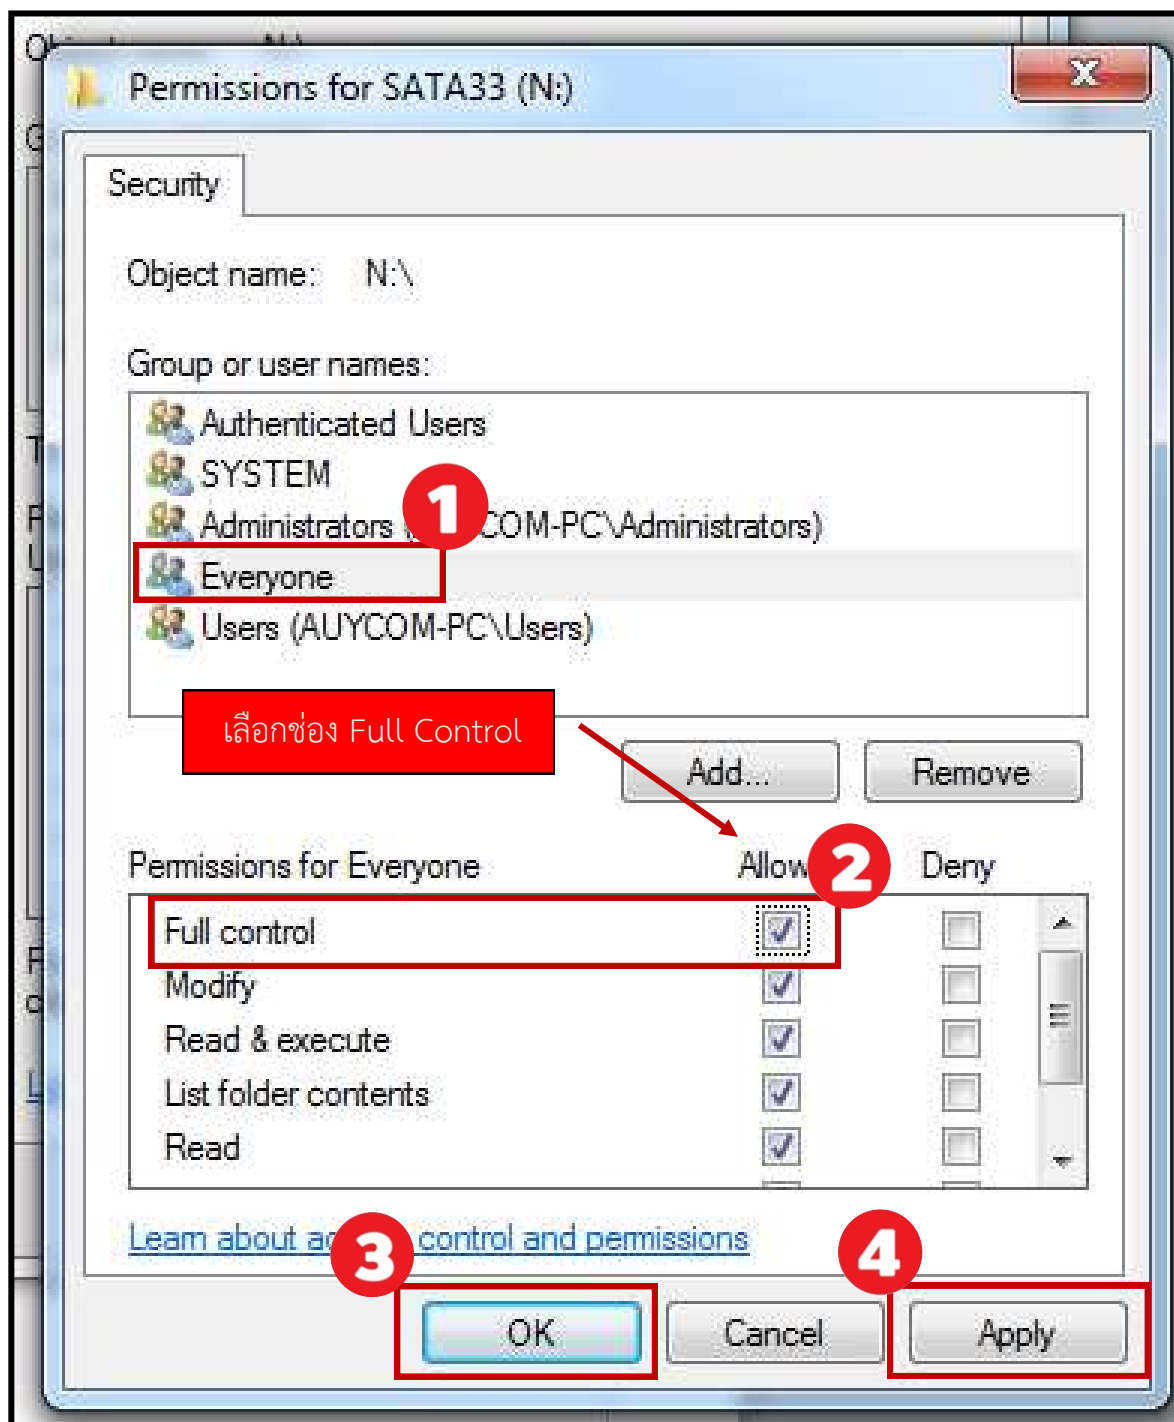 Permissions for SATA33 (N:)
Security
Object name: N:\
Group or user names:
Authenticated Users
SYSTEM
1
Administrators COM-PC\Administrators)
Everyone
Users (AUYCOM-PC\Users)
เลือกช่อง Full Control
Add... Remove
Permissions for Everyone Allow 2 Deny
Full control
Modify
Read & execute
List folder contents
Read
Learn about control and permissions
3 4
OK Cancel Apply